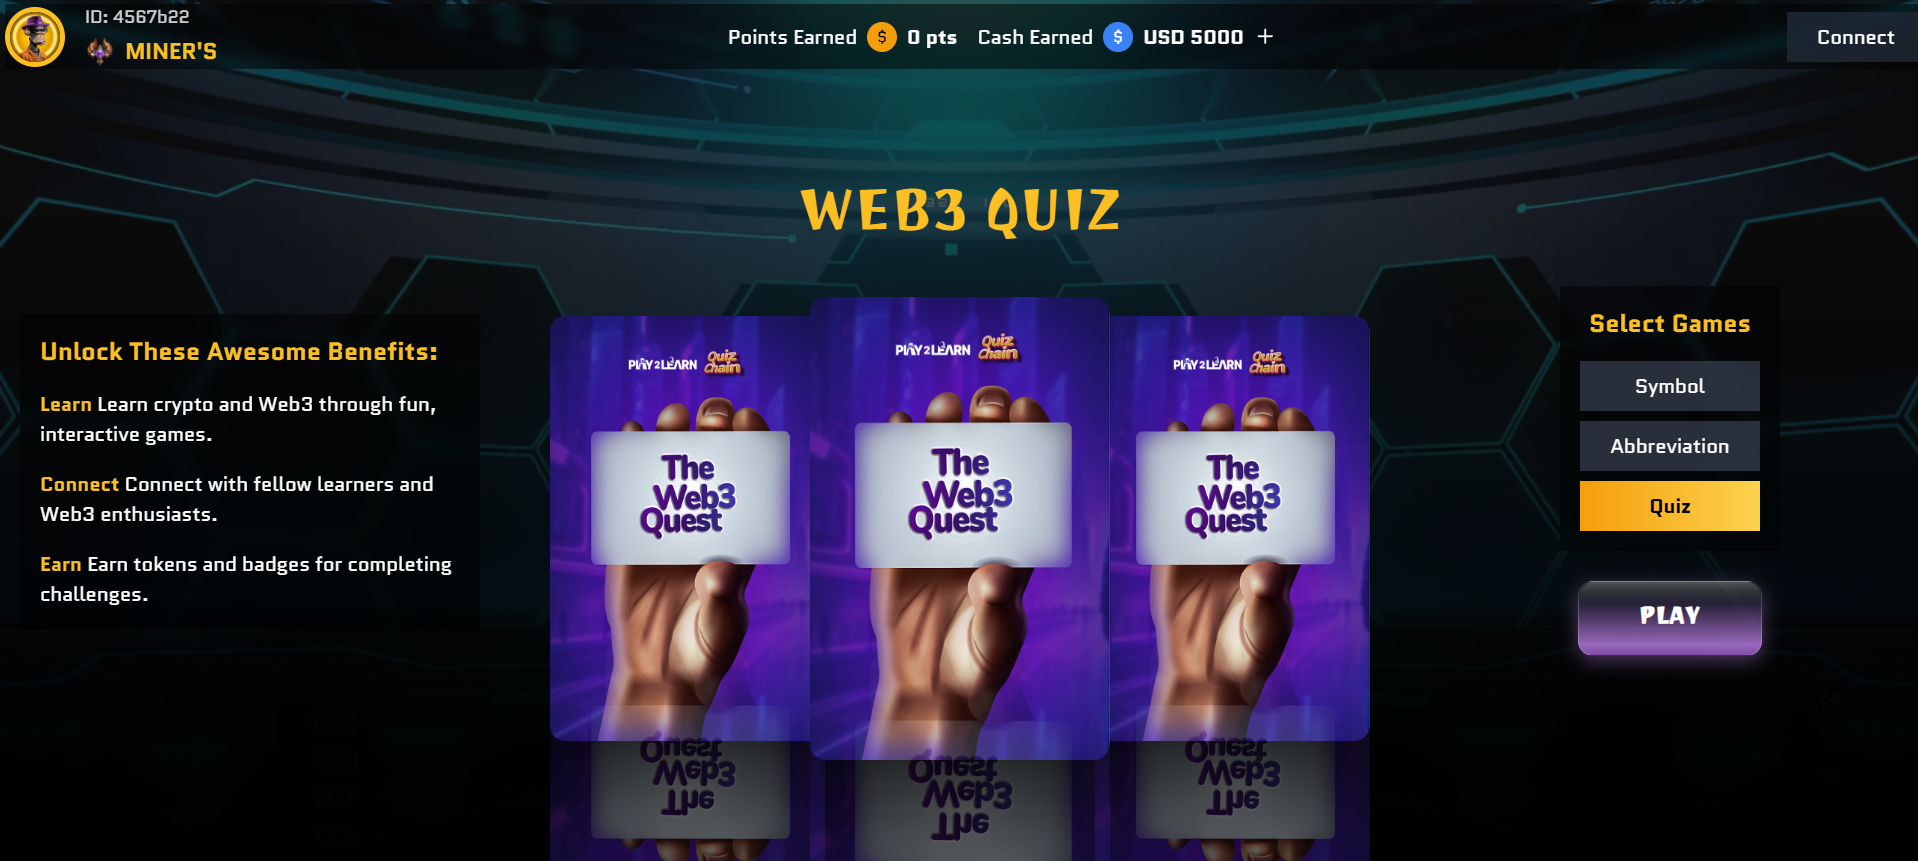 ID: 4567b22
MINER'S
Points Earned $ 0 pts Cash Earned $ USD 5000 +
Connect
WEB3 QUIZ
Unlock These Awesome Benefits:
Learn Learn crypto and Web3 through fun,
interactive games.
Connect Connect with fellow learners and
Web3 enthusiasts.
Earn Earn tokens and badges for completing
challenges.
PLAY2LEARN Quiz Chain
The
Web3
Quest
PLAY2LEARN Quiz Chain
The
Web3
Quest
PLAY2LEARN Quiz Chain
The
Web3
Quest
Select Games
Symbol
Abbreviation
Quiz
PLAY